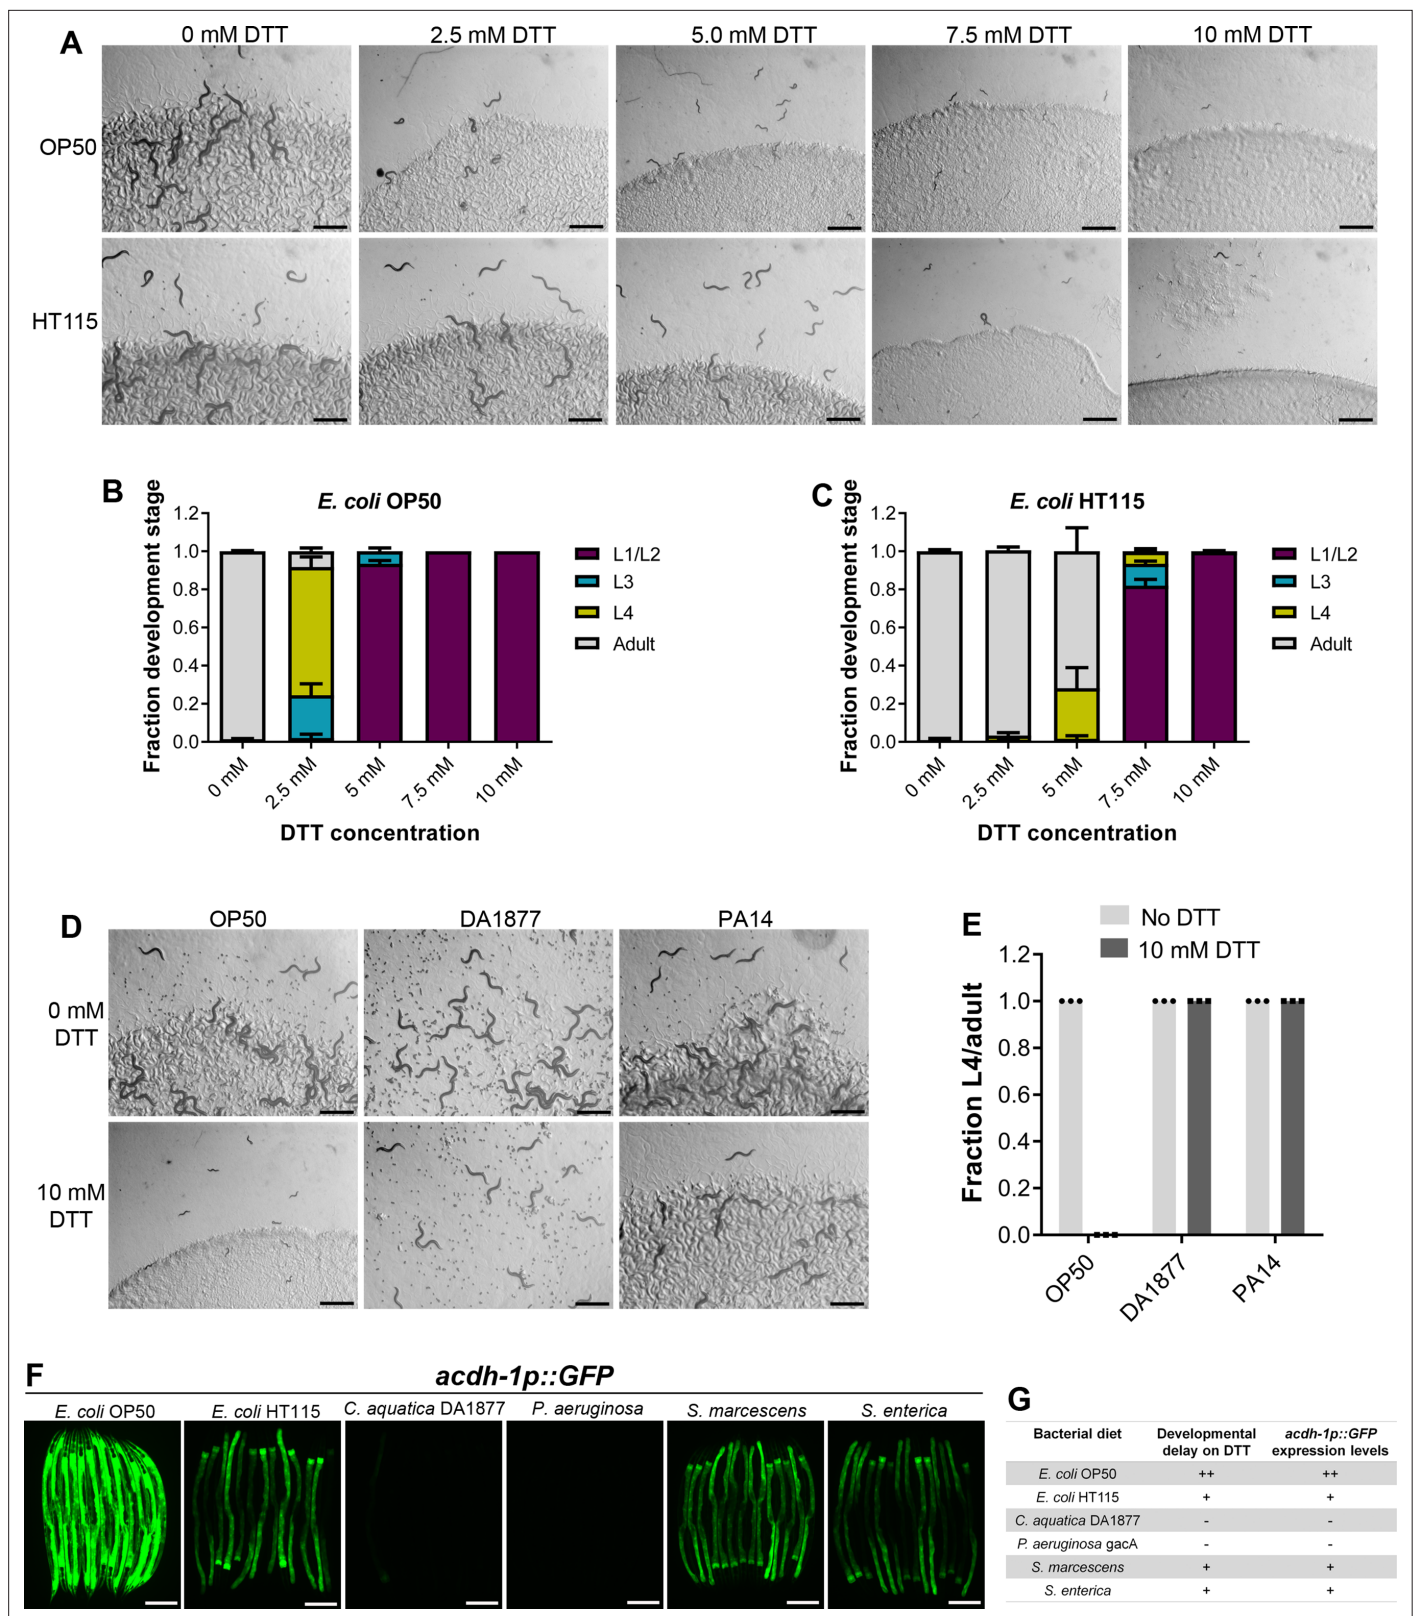 A
0 mM DTT 2.5 mM DTT 5.0 mM DTT 7.5 mM DTT 10 mM DTT
OP50
HT115
B
E. coli OP50
Fraction development stage
1.2
1.0
0.8
0.6
0.4
0.2
0.0
0 mM 2.5 mM 5 mM 7.5 mM 10 mM
DTT concentration
L1/L2
L3
L4
Adult
C
E. coli HT115
Fraction development stage
1.2
1.0
0.8
0.6
0.4
0.2
0.0
0 mM 2.5 mM 5 mM 7.5 mM 10 mM
DTT concentration
L1/L2
L3
L4
Adult
D
OP50 DA1877 PA14
0 mM
DTT
10 mM
DTT
E
No DTT
10 mM DTT
Fraction L4/adult
1.2
1.0
0.8
0.6
0.4
0.2
0.0
OP50 DA1877 PA14
F
acdh-1p::GFP
E. coli OP50 E. coli HT115 C. aquatica DA1877 P. aeruginosa S. marcescens S. enterica
G
Bacterial diet Developmental delay on DTT acdh-1p::GFP expression levels
E. coli OP50 ++ ++
E. coli HT115 + +
C. aquatica DA1877 - -
P. aeruginosa gacA - -
S. marcescens + +
S. enterica + +